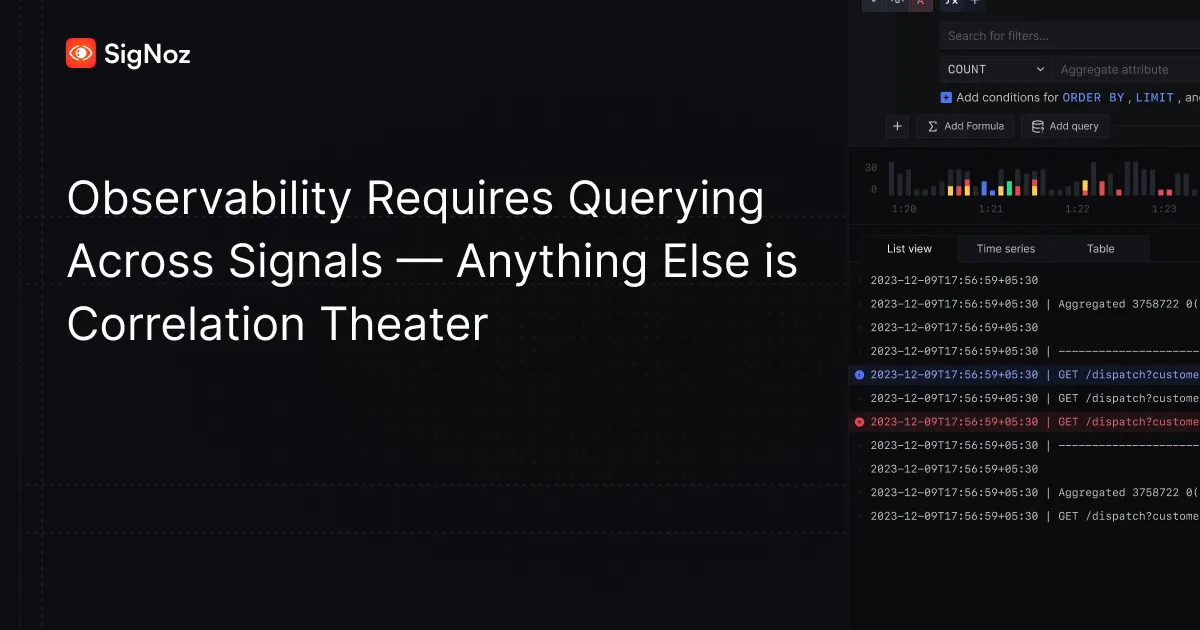 SigNoz
Observability Requires Querying
Across Signals — Anything Else is
Correlation Theater
Search for filters...
COUNT
Aggregate attribute
Add conditions for ORDER BY, LIMIT, an
+
Add Formula
Add query
30
0
1:20 1:21 1:22 1:23
List view Time series Table
2023-12-09T17:56:59+05:30
2023-12-09T17:56:59+05:30 | Aggregated 3758722 0(
2023-12-09T17:56:59+05:30
2023-12-09T17:56:59+05:30 | ---------------------
2023-12-09T17:56:59+05:30 | GET /dispatch?custome
2023-12-09T17:56:59+05:30 | GET /dispatch?custome
2023-12-09T17:56:59+05:30 | GET /dispatch?custome
2023-12-09T17:56:59+05:30 | ---------------------
2023-12-09T17:56:59+05:30
2023-12-09T17:56:59+05:30 | Aggregated 3758722 0(
2023-12-09T17:56:59+05:30 | GET /dispatch?custome